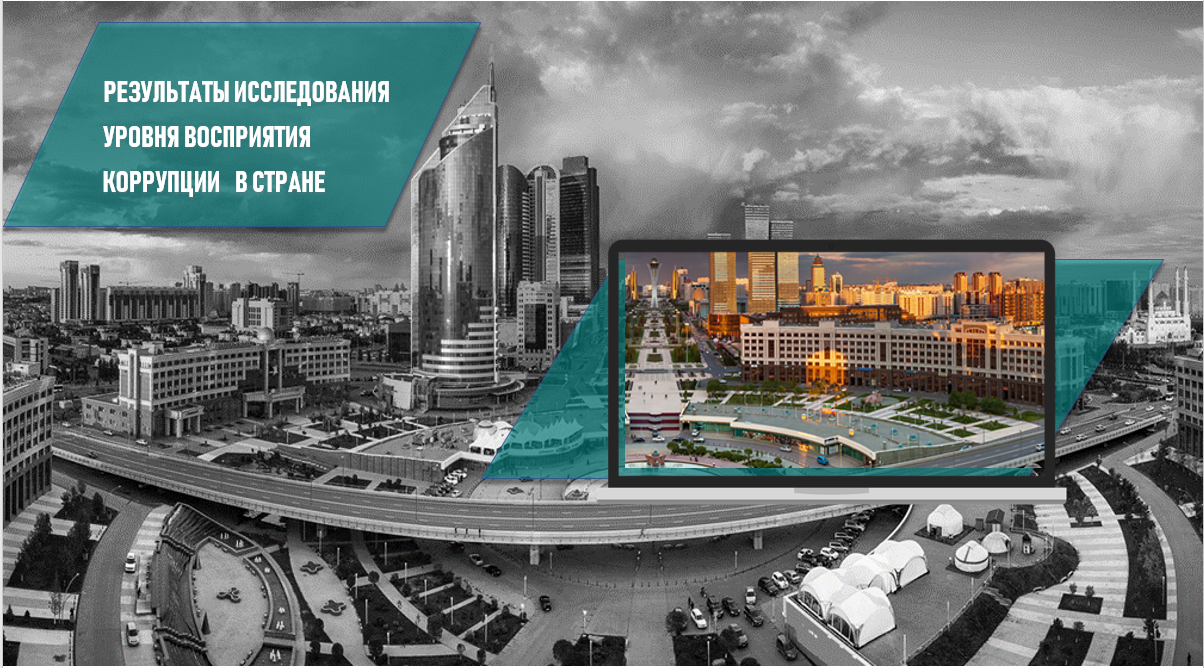 РЕЗУЛЬТАТЫ ИССЛЕДОВАНИЯ
УРОВНЯ ВОСПРИЯТИЯ
КОРРУПЦИИ В СТРАНЕ